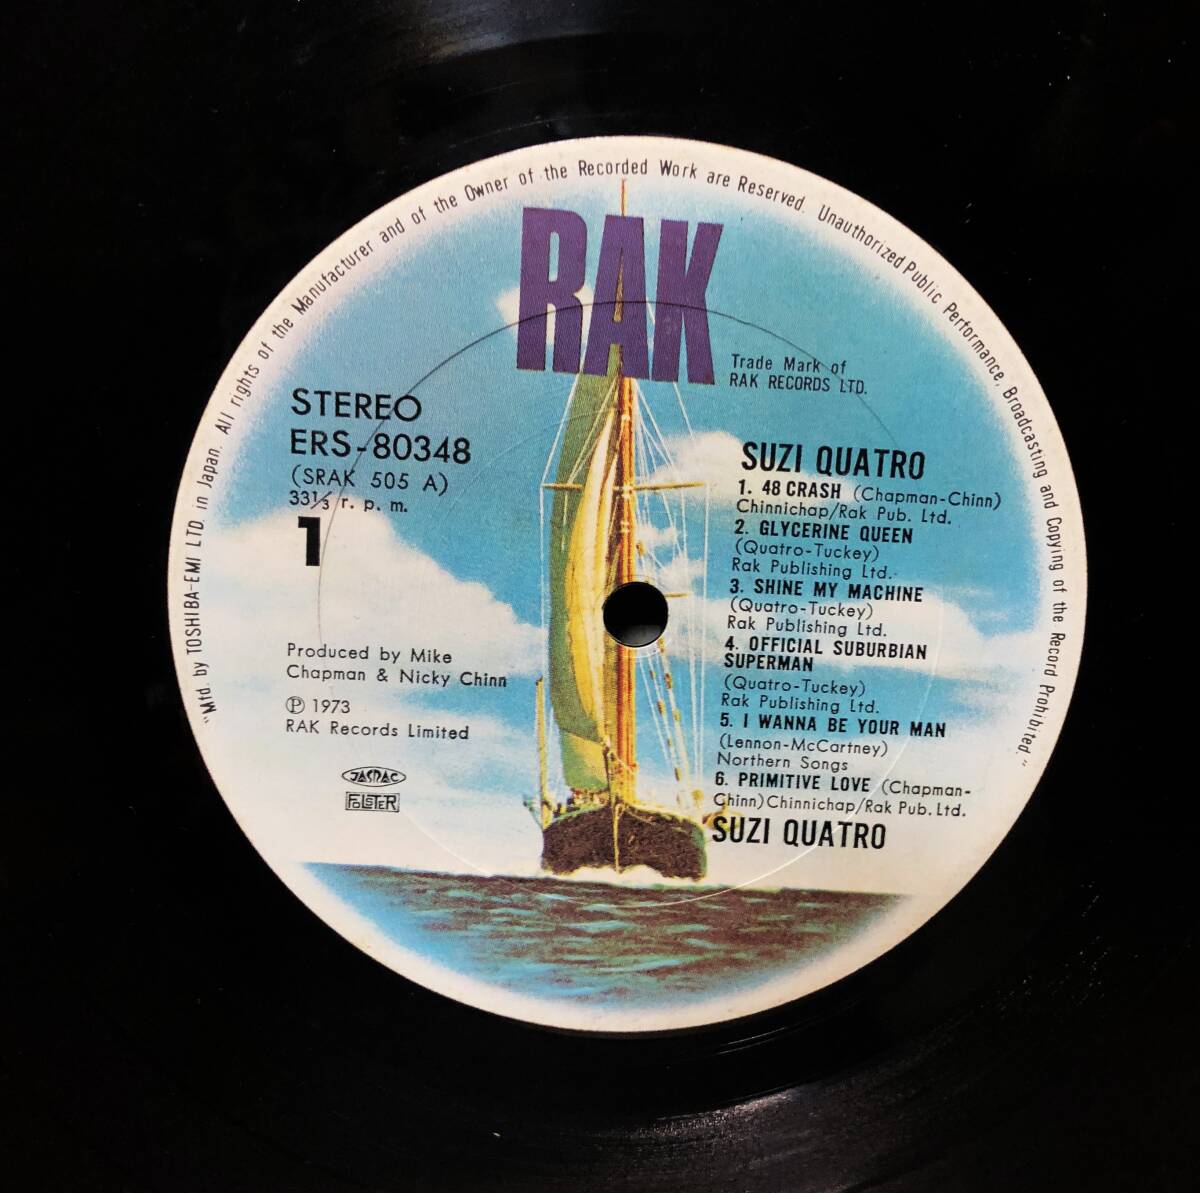 "Mfd. by TOSHIBA-EMI LTD. in Japan. All rights of the Manufacturer and of the Owner of the Recorded Work are Reserved. Unauthorized Public Performance, Broadcasting and Copying of the Record Prohibited."
RAK
Trade Mark of
RAK RECORDS LTD.
STEREO
ERS-80348
(SRAK 505 A)
33⅓ r. p. m.
1
Produced by Mike
Chapman & Nicky Chinn
Ⓟ 1973
RAK Records Limited
JASRAC
POLSTER
SUZI QUATRO
1. 48 CRASH (Chapman-Chinn)
Chinnichap/Rak Pub. Ltd.
2. GLYCERINE QUEEN
(Quatro-Tuckey)
Rak Publishing Ltd.
3. SHINE MY MACHINE
(Quatro-Tuckey)
Rak Publishing Ltd.
4. OFFICIAL SUBURBIAN
SUPERMAN
(Quatro-Tuckey)
Rak Publishing Ltd.
5. I WANNA BE YOUR MAN
(Lennon-McCartney)
Northern Songs
6. PRIMITIVE LOVE (Chapman-
Chinn) Chinnichap/Rak Pub. Ltd.
SUZI QUATRO